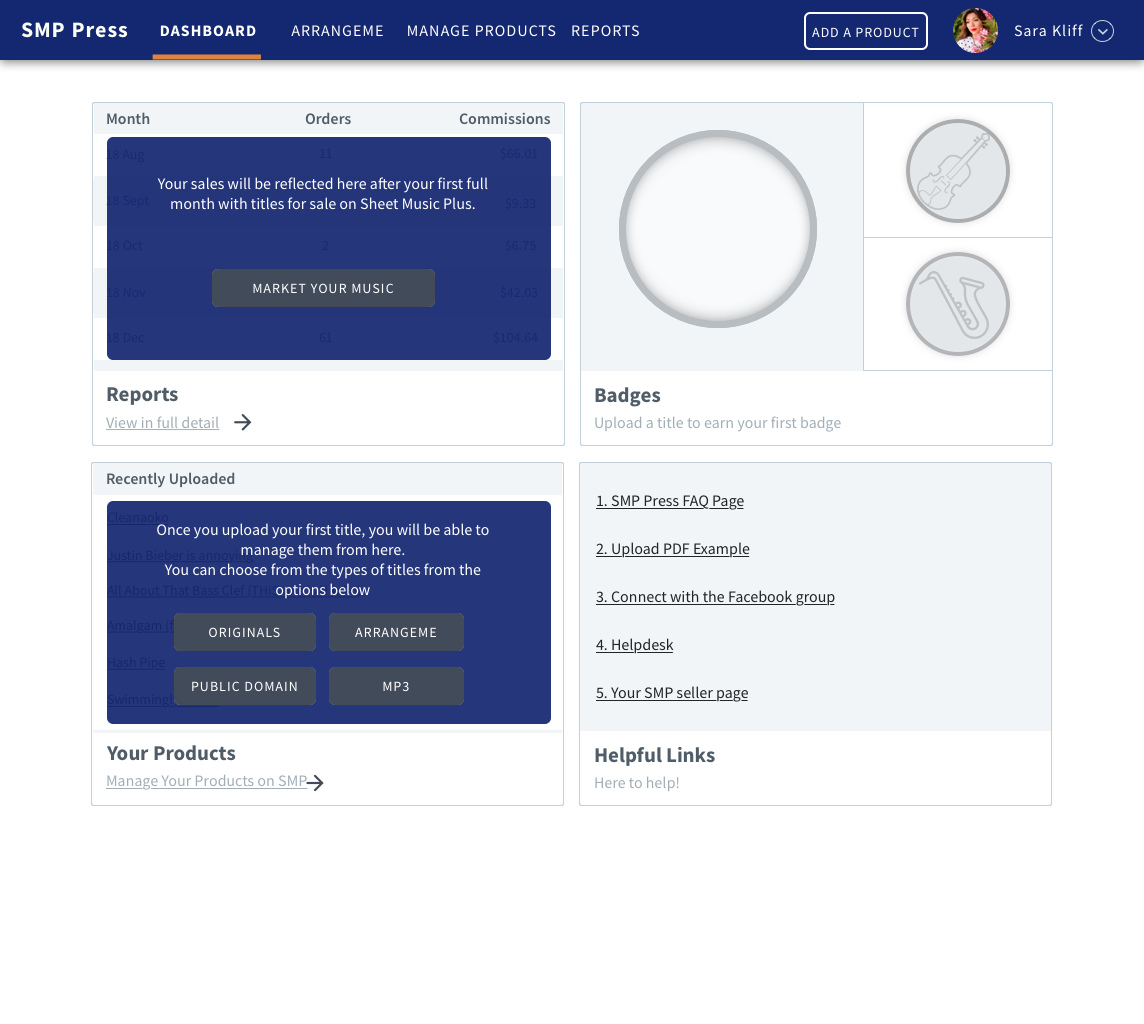 SMP Press
DASHBOARD
ARRANGEME
MANAGE PRODUCTS
REPORTS
ADD A PRODUCT
Sara Kliff
Month Orders Commissions
18 Aug 11 $66.01
Your sales will be reflected here after your first full
month with titles for sale on Sheet Music Plus.
18 Sept $9.33
18 Oct 2 $6.75
18 Nov $42.03
MARKET YOUR MUSIC
18 Dec 61 $104.64
Reports
View in full detail
Badges
Upload a title to earn your first badge
Recently Uploaded
Cleanaoko
Once you upload your first title, you will be able to
manage them from here.
You can choose from the types of titles from the
options below
Justin Bieber is annoyi
All About That Bass Clef (TH
Amalgam (f
Hash Pipe
Swimming
ORIGINALS
ARRANGEME
PUBLIC DOMAIN
MP3
Your Products
Manage Your Products on SMP
1. SMP Press FAQ Page
2. Upload PDF Example
3. Connect with the Facebook group
4. Helpdesk
5. Your SMP seller page
Helpful Links
Here to help!